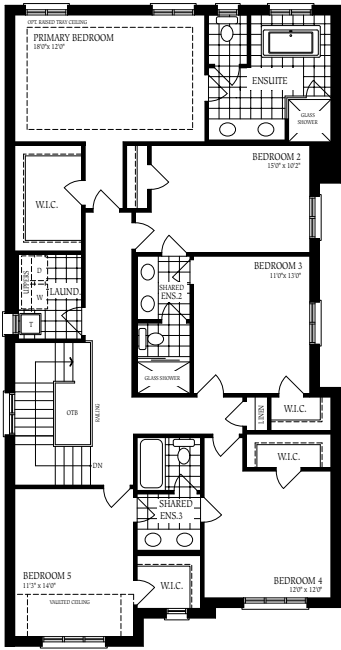 OPT. RAISED TRAY CEILING
PRIMARY BEDROOM
18'0"x 12'0"
ENSUITE
GLASS
SHOWER
BEDROOM 2
15'0" x 10'2"
W.I.C.
BEDROOM 3
11'0"x 13'0"
UPPERS
D
W
LAUND.
T
SHARED
ENS.2
GLASS SHOWER
OTB
RAILING
LINEN
W.I.C.
W.I.C.
DN
SHARED
ENS.3
BEDROOM 5
11'3" x 14'0"
VAULTED CEILING
W.I.C.
BEDROOM 4
12'0" x 12'0"